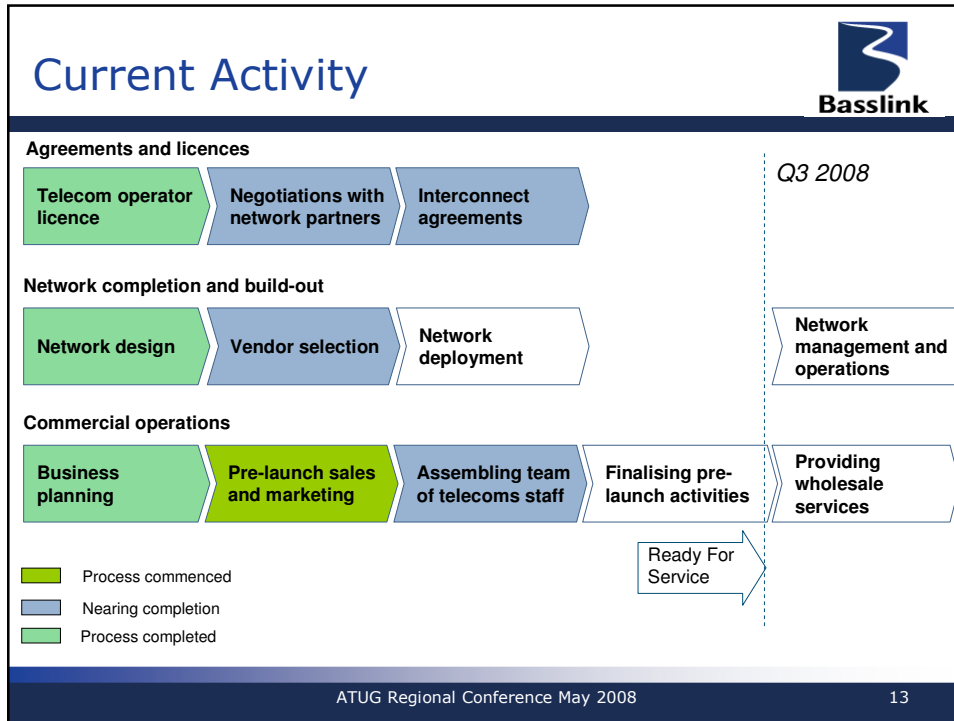 Current Activity
Basslink
Agreements and licences
Q3 2008
Telecom operator
licence
Negotiations with
network partners
Interconnect
agreements
Network completion and build-out
Network design
Vendor selection
Network
deployment
Network
management and
operations
Commercial operations
Business
planning
Pre-launch sales
and marketing
Assembling team
of telecoms staff
Finalising pre-
launch activities
Providing
wholesale
services
Ready For
Service
Process commenced
Nearing completion
Process completed
ATUG Regional Conference May 2008
13